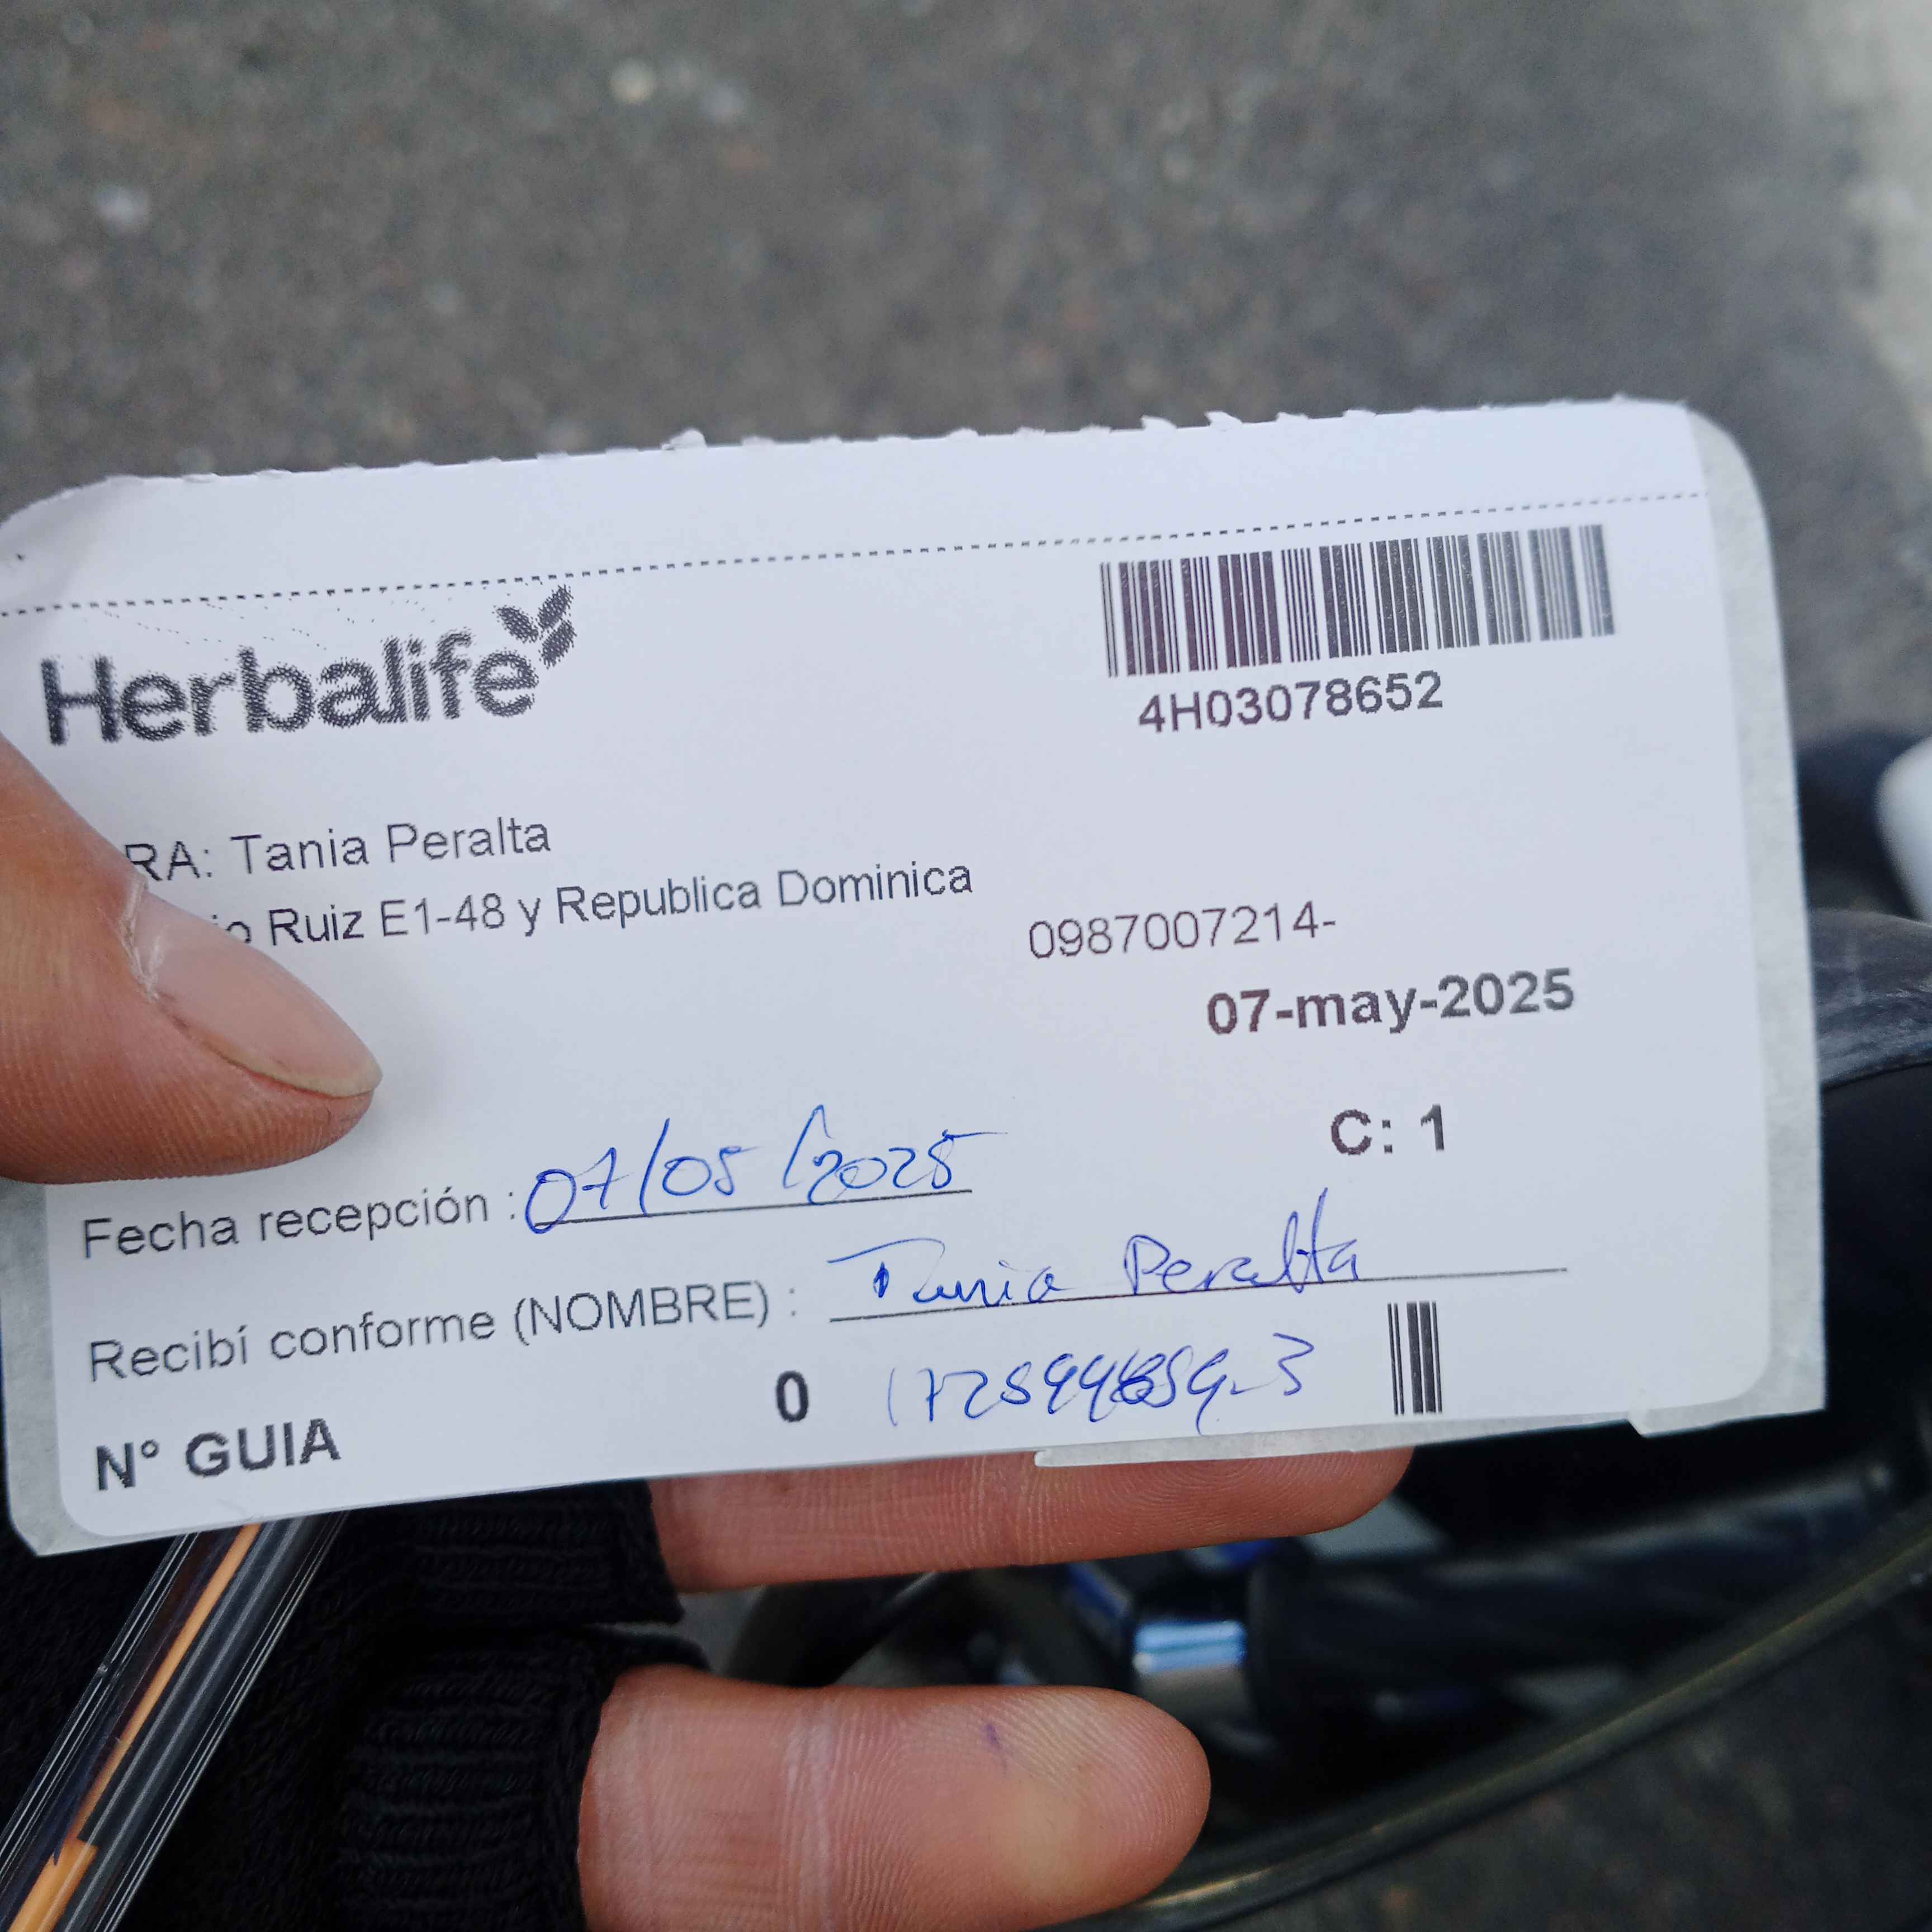 Herbalife
4H03078652
RA: Tania Peralta
io Ruiz E1-48 y Republica Dominica
0987007214-
07-may-2025
C: 1
Fecha recepción : 07/05/2025
Recibí conforme (NOMBRE) : Tania Peralta
N° GUIA 0